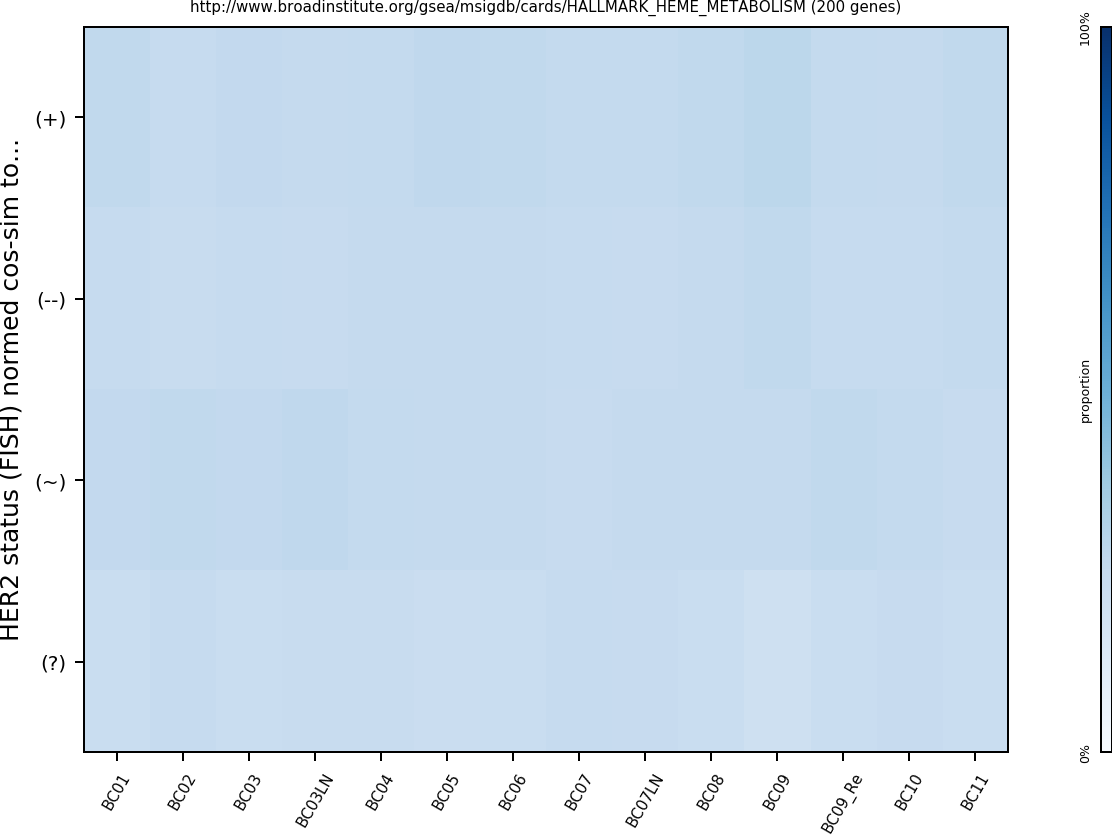 http://www.broadinstitute.org/gsea/msigdb/cards/HALLMARK_HEME_METABOLISM (200 genes)
HER2 status (FISH) normed cos-sim to...
(+)
(--)
(~)
(?)
BC01
BC02
BC03
BC03LN
BC04
BC05
BC06
BC07
BC07LN
BC08
BC09
BC09_Re
BC10
BC11
100%
proportion
0%